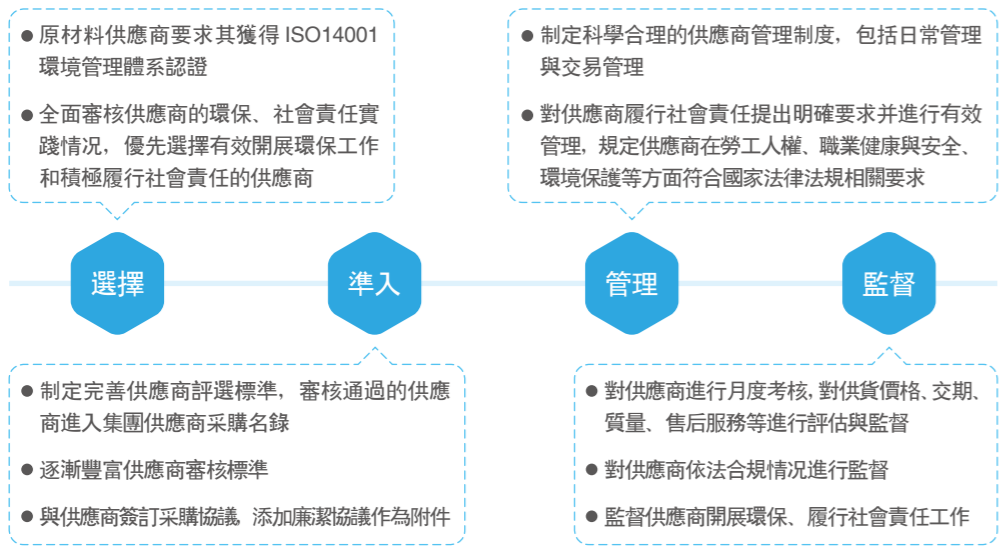 ● 原材料供應商要求其獲得 ISO14001
環境管理體系認證
● 全面審核供應商的環保、社會責任實
踐情况，優先選擇有效開展環保工作
和積極履行社會責任的供應商
● 制定科學合理的供應商管理制度，包括日常管理
與交易管理
● 對供應商履行社會責任提出明確要求并進行有效
管理，規定供應商在勞工人權、職業健康與安全、
環境保護等方面符合國家法律法規相關要求
選擇
準入
管理
監督
● 制定完善供應商評選標準，審核通過的供應
商進入集團供應商采購名錄
● 逐漸豐富供應商審核標準
● 與供應商簽訂采購協議，添加廉潔協議作為附件
● 對供應商進行月度考核，對供貨價格、交期、
質量、售后服務等進行評估與監督
● 對供應商依法合規情况進行監督
● 監督供應商開展環保、履行社會責任工作